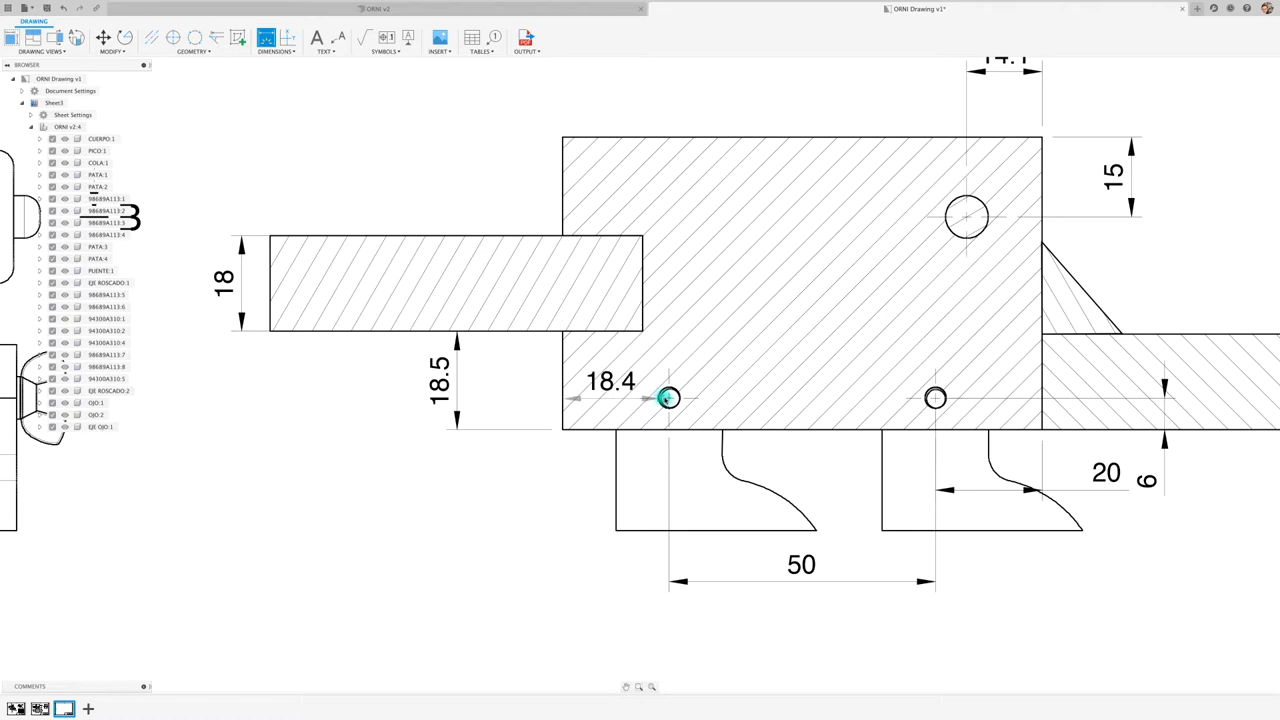 ORNI v2
ORNI Drawing v1*
DRAWING
DRAWING VIEWS
MODIFY
GEOMETRY
DIMENSIONS
TEXT
SYMBOLS
INSERT
TABLES
OUTPUT
BROWSER
ORNI Drawing v1
Document Settings
Sheet3
Sheet Settings
ORNI v2:4
CUERPO:1
PICO:1
COLA:1
PATA:1
PATA:2
98689A113:1
98689A113:2
98689A113:3
98689A113:4
PATA:3
PATA:4
PUENTE:1
EJE ROSCADO:1
98689A113:5
98689A113:6
94300A310:1
94300A310:2
94300A310:4
98689A113:7
98689A113:8
94300A310:5
EJE ROSCADO:2
OJO:1
OJO:2
EJE OJO:1
3
14.1
15
18
18.5
18.4
20
6
50
COMMENTS